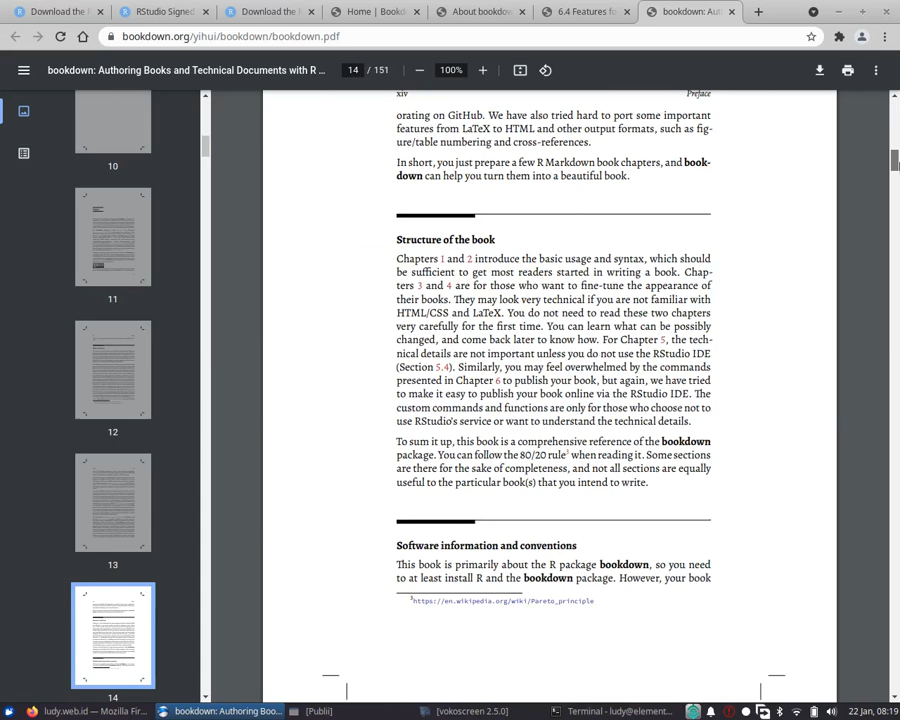 Download the R
RStudio Signed
Download the R
Home | Bookd
About bookdow
6.4 Features fo
bookdown: Aut
bookdown.org/yihui/bookdown/bookdown.pdf
bookdown: Authoring Books and Technical Documents with R ...
14 / 151
100%
xiv
Preface
orating on GitHub. We have also tried hard to port some important
features from LaTeX to HTML and other output formats, such as fig-
ure/table numbering and cross-references.
In short, you just prepare a few R Markdown book chapters, and book-
down can help you turn them into a beautiful book.
Structure of the book
Chapters 1 and 2 introduce the basic usage and syntax, which should
be sufficient to get most readers started in writing a book. Chap-
ters 3 and 4 are for those who want to fine-tune the appearance of
their books. They may look very technical if you are not familiar with
HTML/CSS and LaTeX. You do not need to read these two chapters
very carefully for the first time. You can learn what can be possibly
changed, and come back later to know how. For Chapter 5, the tech-
nical details are not important unless you do not use the RStudio IDE
(Section 5.4). Similarly, you may feel overwhelmed by the commands
presented in Chapter 6 to publish your book, but again, we have tried
to make it easy to publish your book online via the RStudio IDE. The
custom commands and functions are only for those who choose not to
use RStudio's service or want to understand the technical details.
To sum it up, this book is a comprehensive reference of the bookdown
package. You can follow the 80/20 rule3 when reading it. Some sections
are there for the sake of completeness, and not all sections are equally
useful to the particular book(s) that you intend to write.
Software information and conventions
This book is primarily about the R package bookdown, so you need
to at least install R and the bookdown package. However, your book
3https://en.wikipedia.org/wiki/Pareto_principle
10
11
12
13
14
ludy.web.id — Mozilla Fir...
bookdown: Authoring Boo...
[Publii]
[vokoscreen 2.5.0]
Terminal - ludy@element...
22 Jan, 08:19